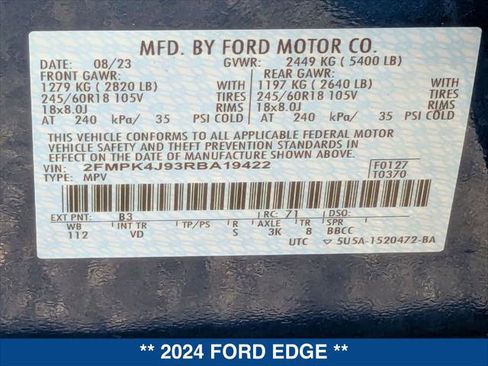 MFD. BY FORD MOTOR CO.
DATE: 08/23 GVWR: 2449 KG ( 5400 LB)
FRONT GAWR: REAR GAWR:
1279 KG ( 2820 LB) WITH 1197 KG ( 2640 LB) WITH
245/60R18 105V TIRES 245/60R18 105V TIRES
18x8.0J RIMS 18x8.0J RIMS
AT 240 kPa/ 35 PSI COLD AT 240 kPa/ 35 PSI COLD
THIS VEHICLE CONFORMS TO ALL APPLICABLE FEDERAL MOTOR
VEHICLE SAFETY AND THEFT PREVENTION STANDARDS IN EFFECT ON THE DATE OF
VIN: 2FMPK4J93RBA19422 F0127
TYPE: MPV T0370
EXT PNT: B3 RC: 71 DSO:
WB INT TR TP/PS R AXLE TR SPR
112 VD S 3K 8 BBCC
UTC ▽ 5U5A-1520472-BA
** 2024 FORD EDGE **